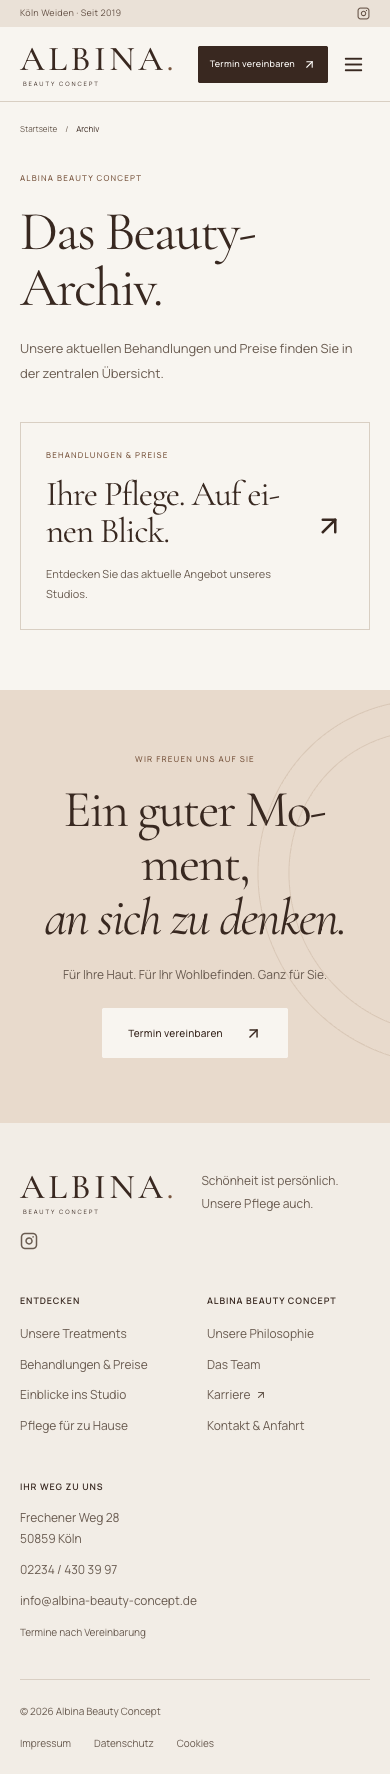 Köln Weiden · Seit 2019
ALBINA.
BEAUTY CONCEPT
Termin vereinbaren
Startseite / Archiv
ALBINA BEAUTY CONCEPT
Das Beauty-
Archiv.
Unsere aktuellen Behandlungen und Preise finden Sie in
der zentralen Übersicht.
BEHANDLUNGEN & PREISE
Ihre Pflege. Auf ei-
nen Blick.
Entdecken Sie das aktuelle Angebot unseres
Studios.
WIR FREUEN UNS AUF SIE
Ein guter Mo-
ment,
an sich zu denken.
Für Ihre Haut. Für Ihr Wohlbefinden. Ganz für Sie.
Termin vereinbaren
ALBINA.
BEAUTY CONCEPT
Schönheit ist persönlich.
Unsere Pflege auch.
ENTDECKEN
Unsere Treatments
Behandlungen & Preise
Einblicke ins Studio
Pflege für zu Hause
ALBINA BEAUTY CONCEPT
Unsere Philosophie
Das Team
Karriere
Kontakt & Anfahrt
IHR WEG ZU UNS
Frechener Weg 28
50859 Köln
02234 / 430 39 97
info@albina-beauty-concept.de
Termine nach Vereinbarung
© 2026 Albina Beauty Concept
Impressum Datenschutz Cookies